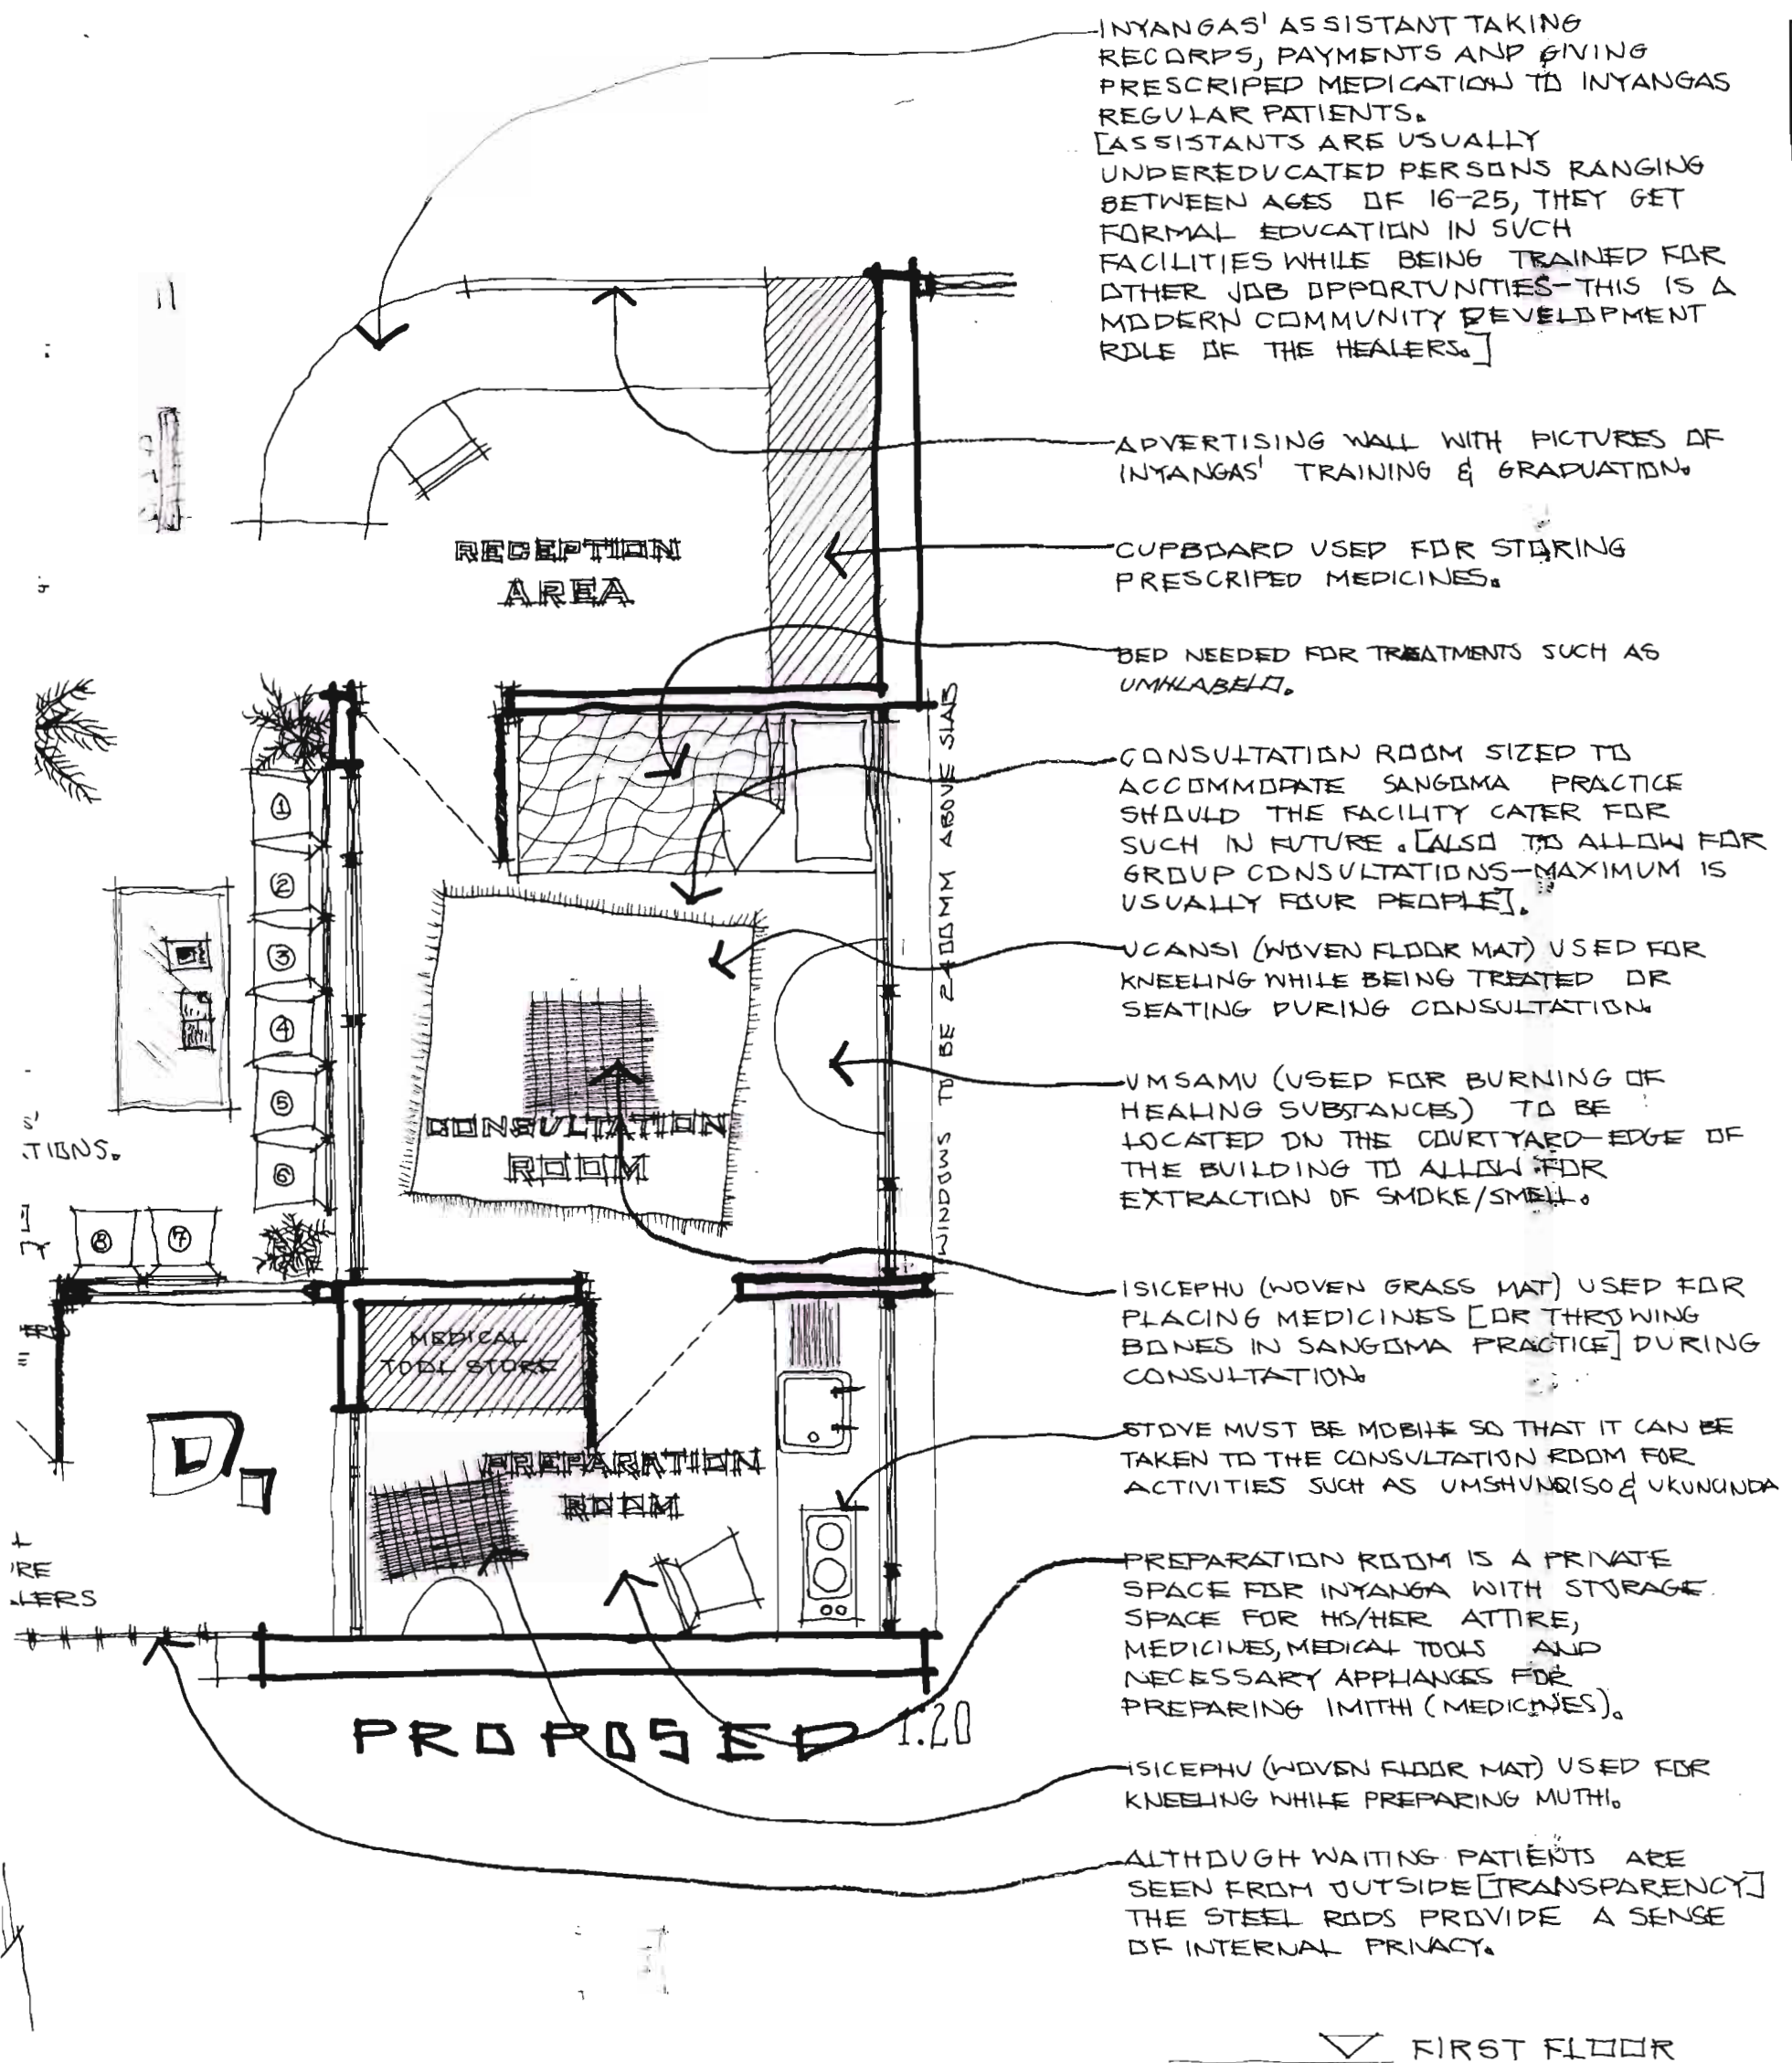 INYANGAS' ASSISTANT TAKING
RECORDS, PAYMENTS AND GIVING
PRESCRIPED MEDICATION TO INYANGAS
REGULAR PATIENTS.
[ASSISTANTS ARE USUALLY
UNDEREDUCATED PERSONS RANGING
BETWEEN AGES OF 16-25, THEY GET
FORMAL EDUCATION IN SUCH
FACILITIES WHILE BEING TRAINED FOR
OTHER JOB OPPORTUNITIES-THIS IS A
MODERN COMMUNITY DEVELOPMENT
ROLE OF THE HEALERS.]
ADVERTISING WALL WITH PICTURES OF
INYANGAS' TRAINING & GRADUATION.
CUPBOARD USED FOR STORING
PRESCRIPED MEDICINES.
BED NEEDED FOR TREATMENTS SUCH AS
UMHLABELO.
CONSULTATION ROOM SIZED TO
ACCOMMODATE SANGOMA PRACTICE
SHOULD THE FACILITY CATER FOR
SUCH IN FUTURE. [ALSO TO ALLOW FOR
GROUP CONSULTATIONS-MAXIMUM IS
USUALLY FOUR PEOPLE].
UCANSI (WOVEN FLOOR MAT) USED FOR
KNEELING WHILE BEING TREATED OR
SEATING DURING CONSULTATION.
UMSAMU (USED FOR BURNING OF
HEALING SUBSTANCES) TO BE
LOCATED ON THE COURTYARD-EDGE OF
THE BUILDING TO ALLOW FOR
EXTRACTION OF SMOKE/SMELL.
ISICEPHU (WOVEN GRASS MAT) USED FOR
PLACING MEDICINES [OR THROWING
BONES IN SANGOMA PRACTICE] DURING
CONSULTATION.
STOVE MUST BE MOBILE SO THAT IT CAN BE
TAKEN TO THE CONSULTATION ROOM FOR
ACTIVITIES SUCH AS UMSHUNQISO & UKUNCINDA
PREPARATION ROOM IS A PRIVATE
SPACE FOR INYANGA WITH STORAGE
SPACE FOR HIS/HER ATTIRE,
MEDICINES, MEDICAL TOOLS AND
NECESSARY APPLIANCES FOR
PREPARING IMITHI (MEDICINES).
ISICEPHU (WOVEN FLOOR MAT) USED FOR
KNEELING WHILE PREPARING MUTHI.
ALTHOUGH WAITING PATIENTS ARE
SEEN FROM OUTSIDE [TRANSPARENCY]
THE STEEL RODS PROVIDE A SENSE
OF INTERNAL PRIVACY.
RECEPTION
AREA
WINDOWS TO BE 2400MM ABOVE SLAB
1
2
3
4
5
6
7
8
CONSULTATION
ROOM
MEDICAL
TOOL STORE
PREPARATION
ROOM
TIONS.
RE
LERS
PROPOSED 1:20
FIRST FLOOR